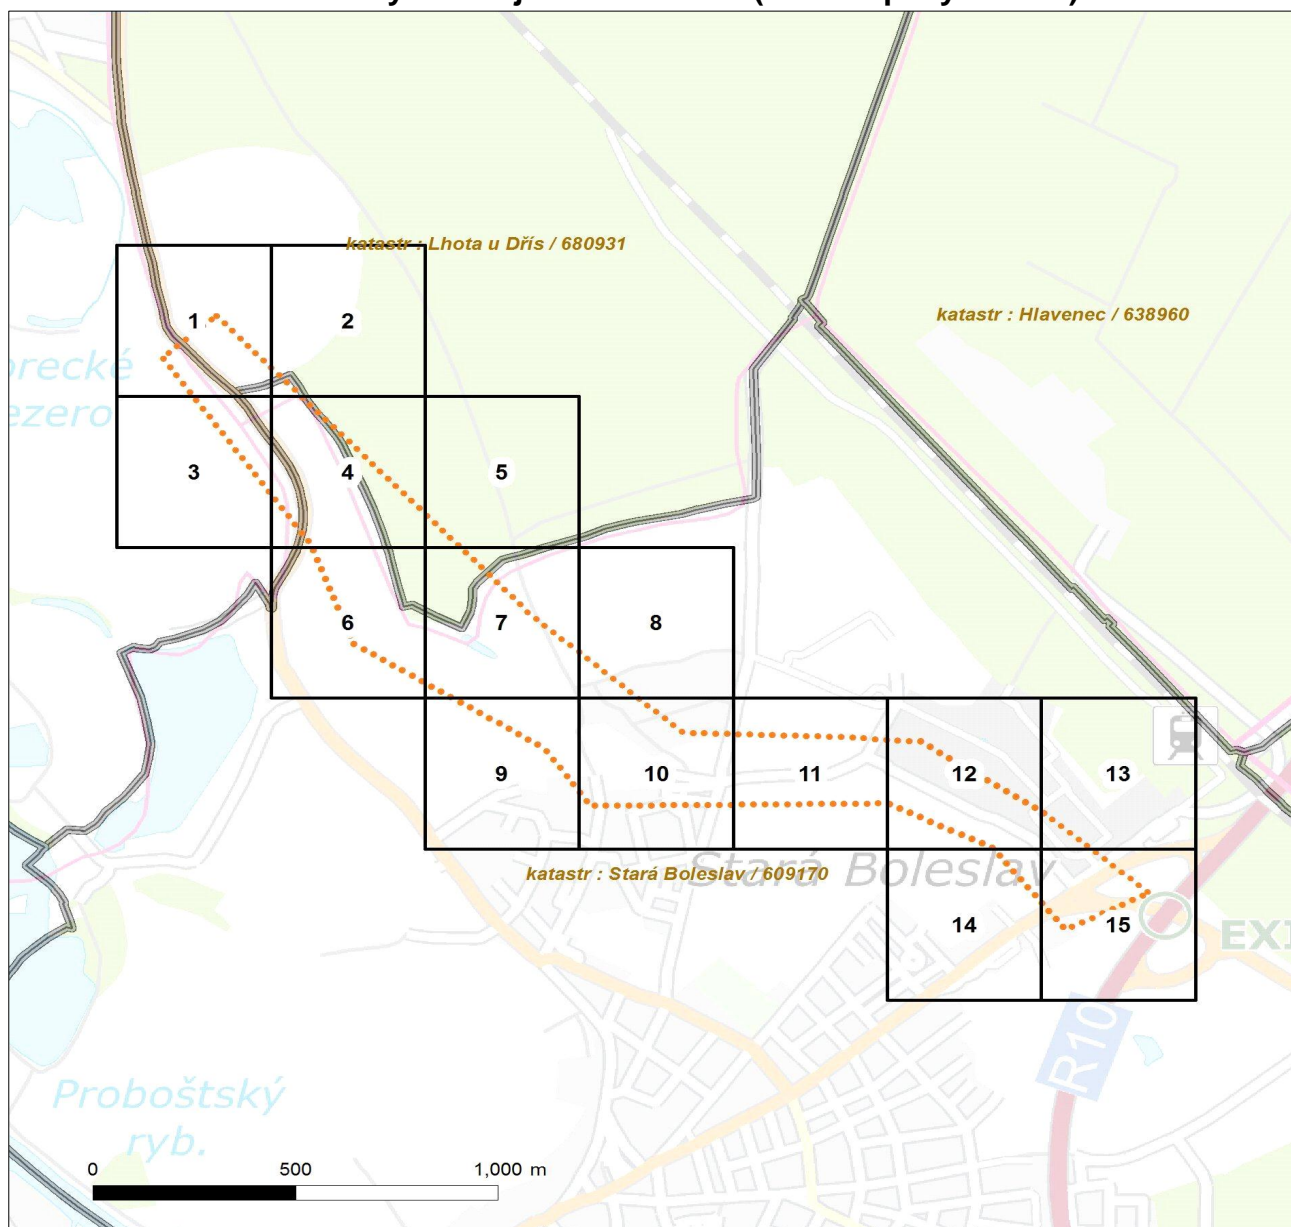 katastr : Lhota u Dřís / 680931
katastr : Hlavenec / 638960
1
2
3
4
5
6
7
8
9
10
11
12
13
katastr : Stará Boleslav / 609170
Stará Boleslav
14
15
R10
Proboštský
ryb.
0 500 1,000 m